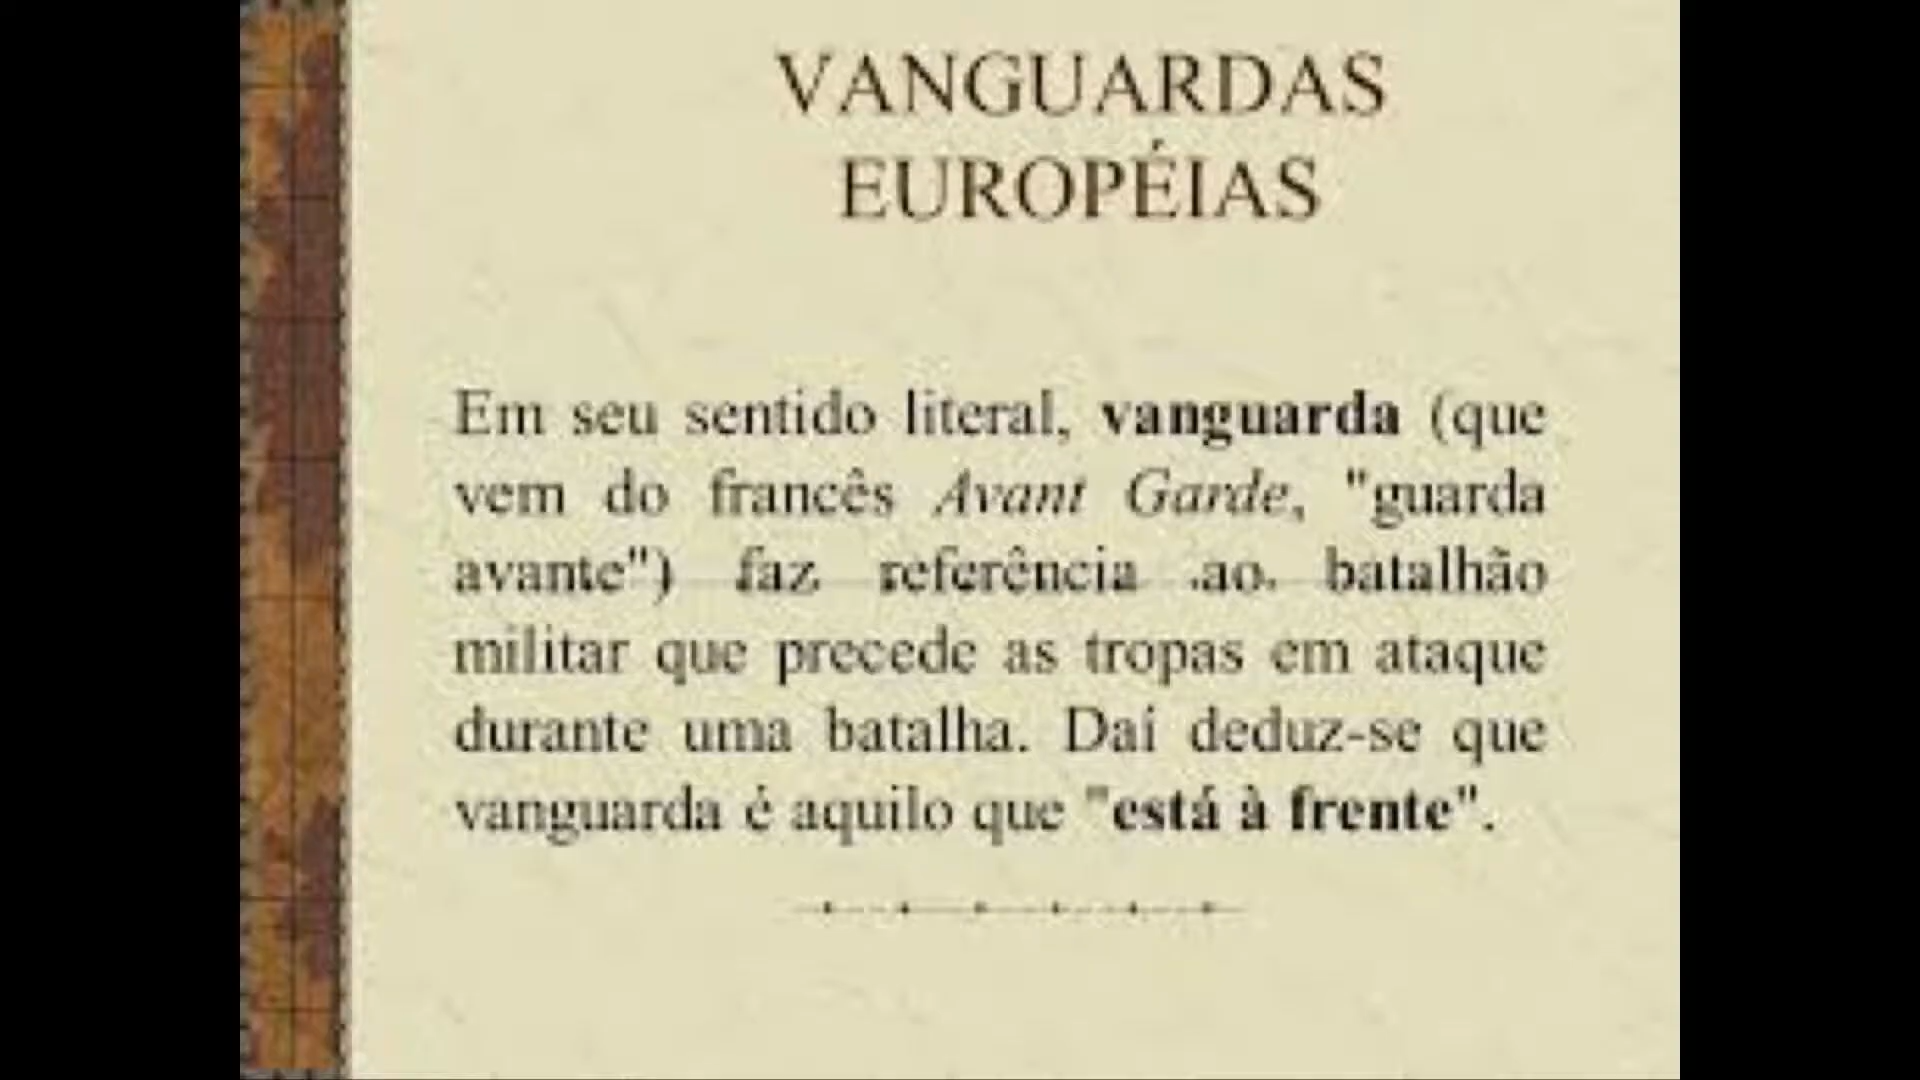 VANGUARDAS
EUROPÉIAS
Em seu sentido literal, vanguarda (que
vem do francês Avant Garde, "guarda
avante") faz referência ao batalhão
militar que precede as tropas em ataque
durante uma batalha. Daí deduz-se que
vanguarda é aquilo que "está à frente".